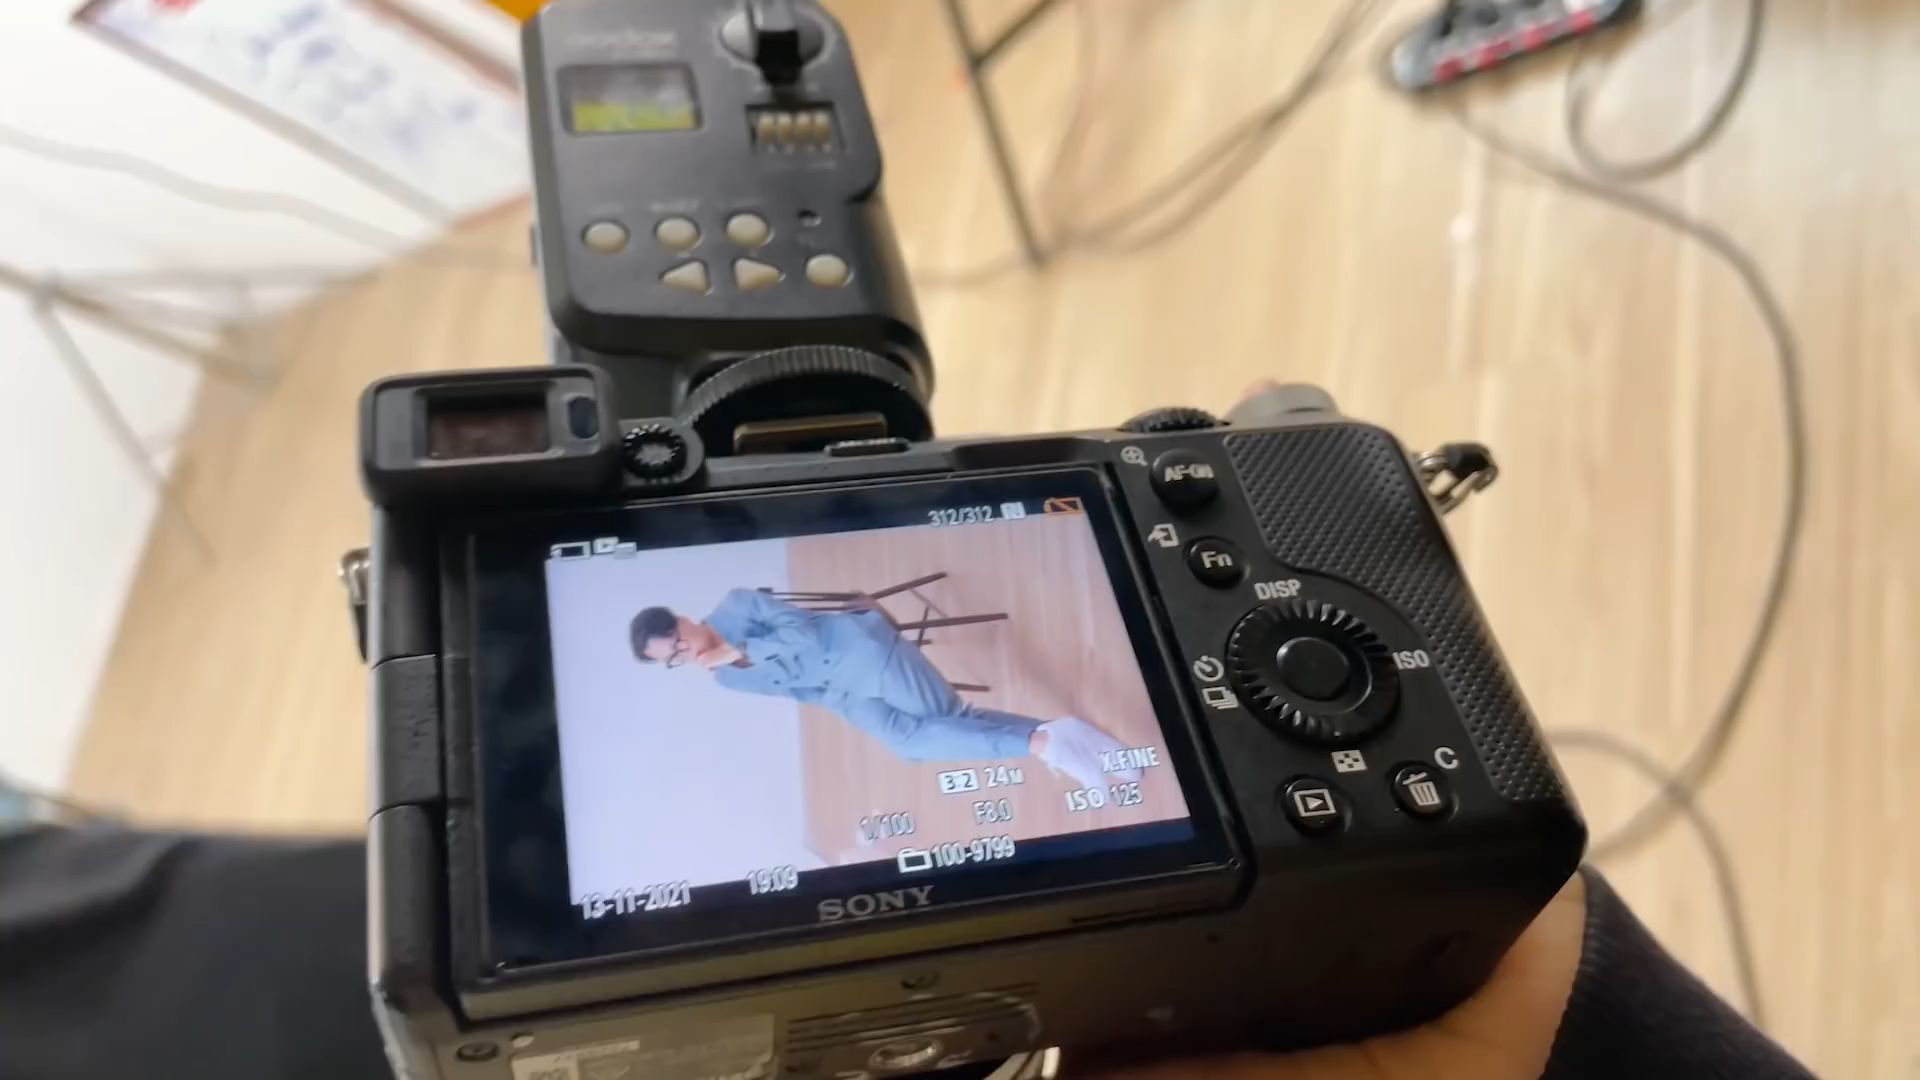 312/312
AF-ON
Fn
DISP
ISO
X.FINE
3:2 24M
ISO 125
1/100 F8.0
C
100-9799
13-11-2021 19:09
SONY